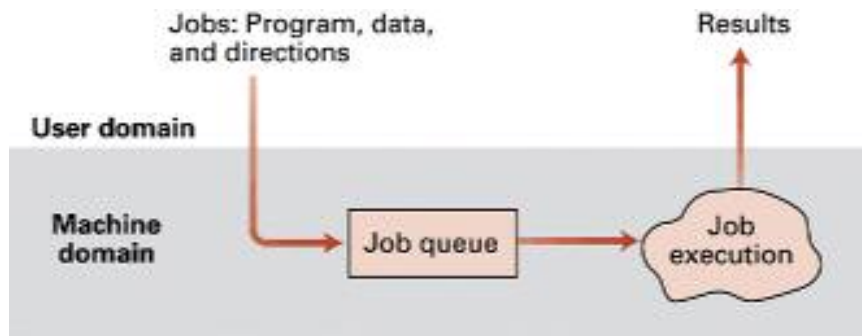 Jobs: Program, data,
and directions
Results
User domain
Machine
domain
Job queue
Job
execution